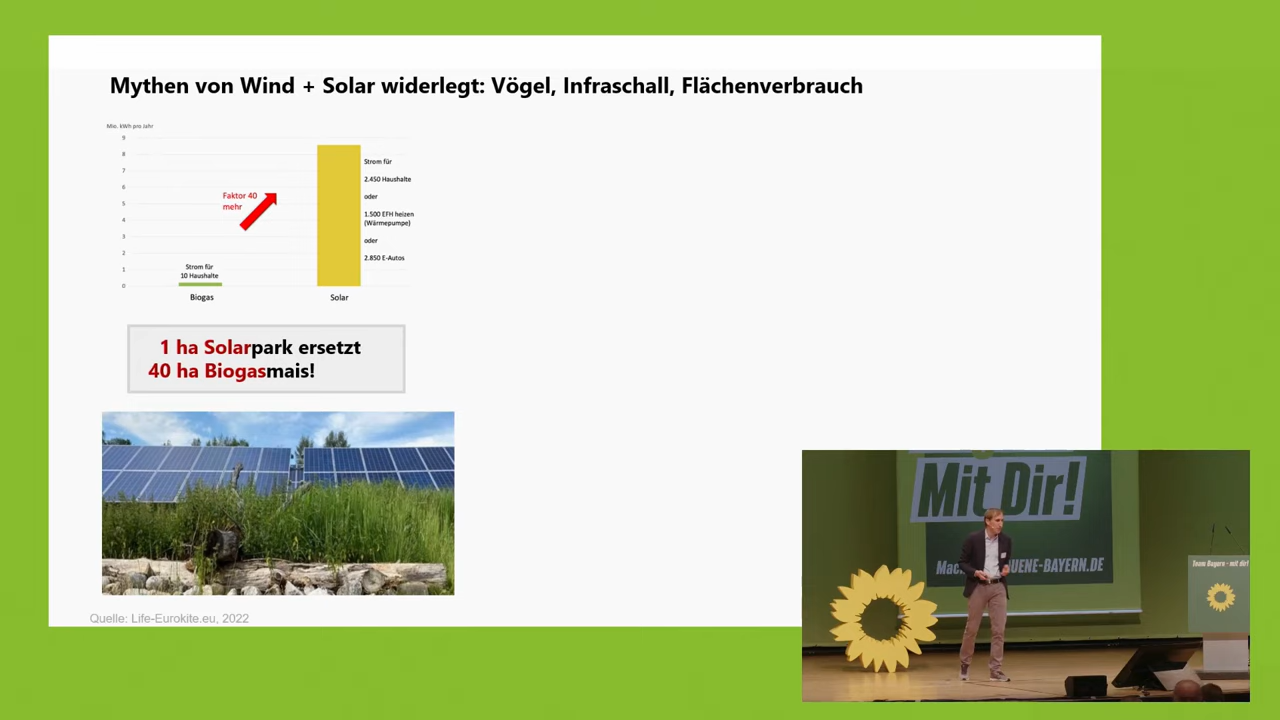 Mythen von Wind + Solar widerlegt: Vögel, Infraschall, Flächenverbrauch
Mio. kWh pro Jahr
9
8
7
6
5
4
3
2
1
0
Faktor 40
mehr
Strom für
10 Haushalte
Strom für
2.450 Haushalte
oder
1.500 EFH heizen
(Wärmepumpe)
oder
2.850 E-Autos
Biogas
Solar
1 ha Solarpark ersetzt
40 ha Biogasmais!
Quelle: Life-Eurokite.eu, 2022
Mit Dir!
UENE-BAYERN.DE
Team Bayern - mit dir!